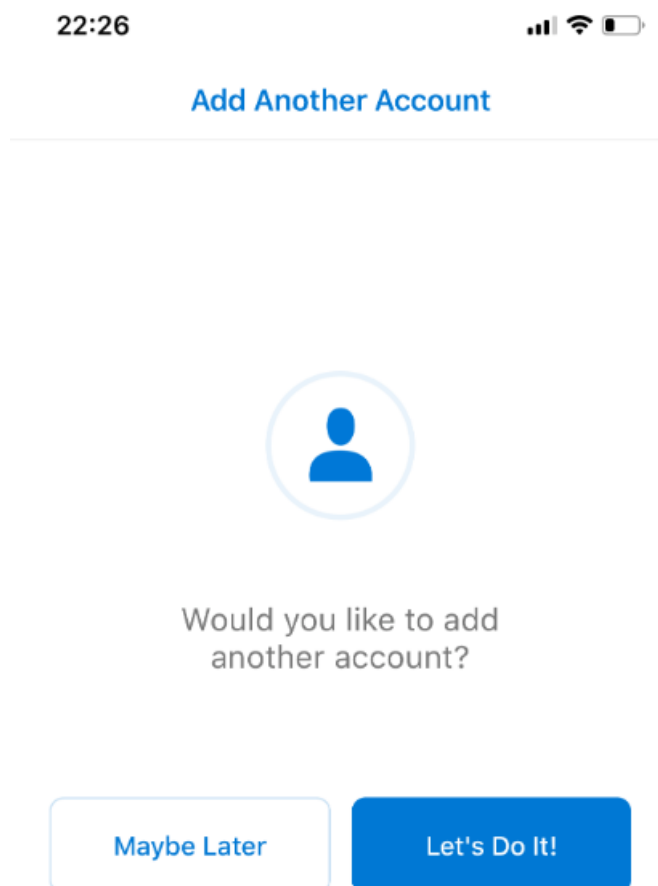 22:26
Add Another Account
Would you like to add
another account?
Maybe Later
Let's Do It!